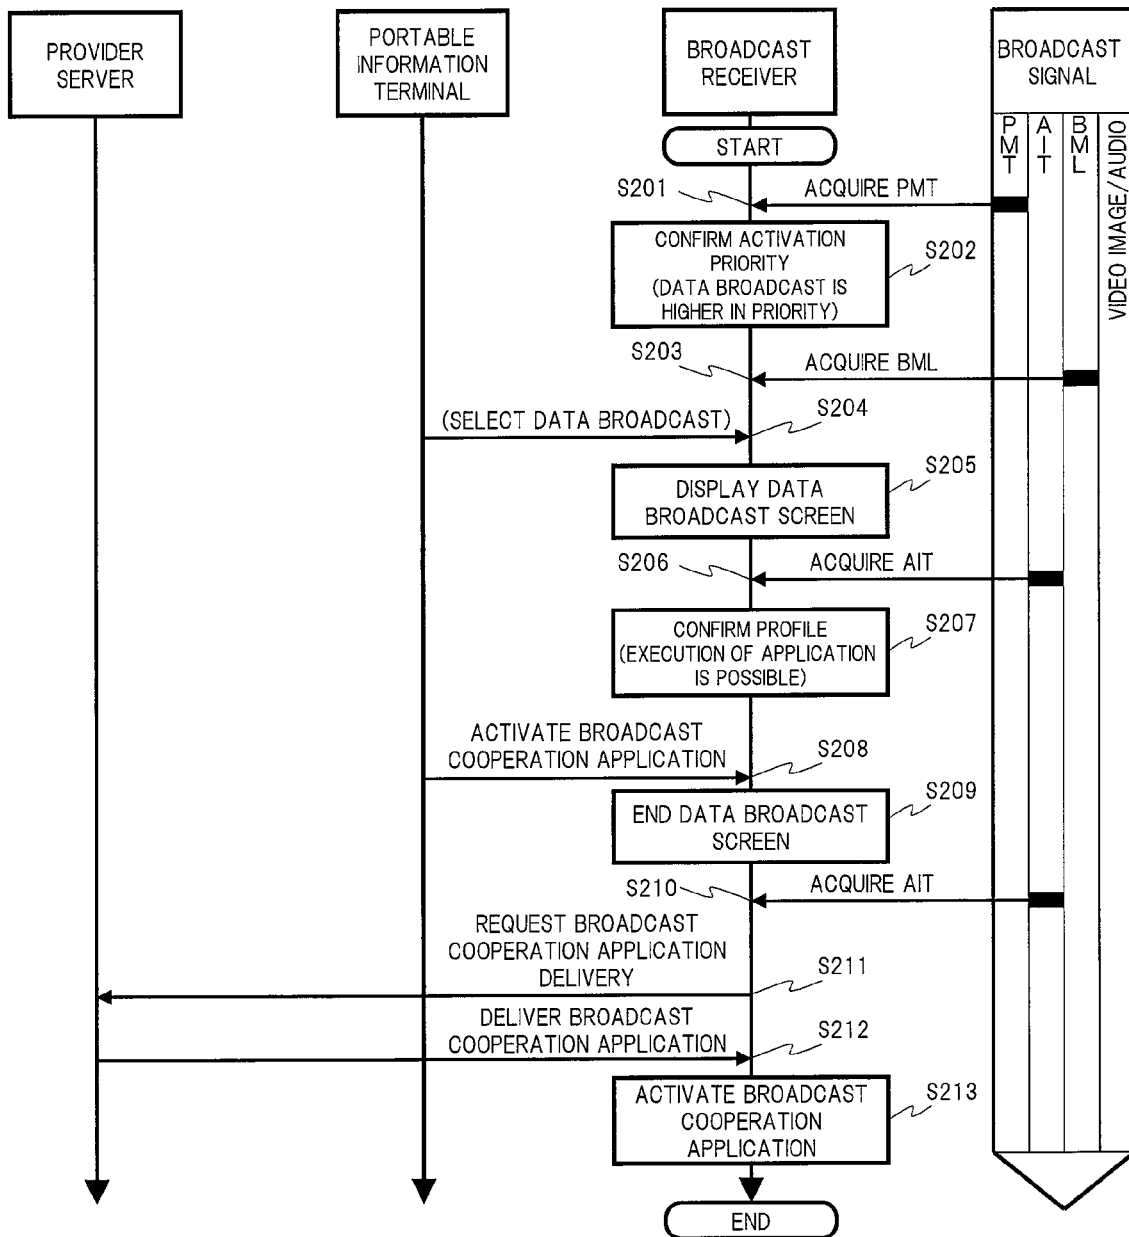 PROVIDER
SERVER
PORTABLE
INFORMATION
TERMINAL
BROADCAST
RECEIVER
BROADCAST
SIGNAL
PMT
AIT
BML
VIDEO IMAGE/AUDIO
START
S201
ACQUIRE PMT
CONFIRM ACTIVATION
PRIORITY
(DATA BROADCAST IS
HIGHER IN PRIORITY)
S202
S203
ACQUIRE BML
(SELECT DATA BROADCAST)
S204
DISPLAY DATA
BROADCAST SCREEN
S205
S206
ACQUIRE AIT
CONFIRM PROFILE
(EXECUTION OF APPLICATION
IS POSSIBLE)
S207
ACTIVATE BROADCAST
COOPERATION APPLICATION
S208
END DATA BROADCAST
SCREEN
S209
S210
ACQUIRE AIT
REQUEST BROADCAST
COOPERATION APPLICATION
DELIVERY
S211
DELIVER BROADCAST
COOPERATION APPLICATION
S212
ACTIVATE BROADCAST
COOPERATION
APPLICATION
S213
END